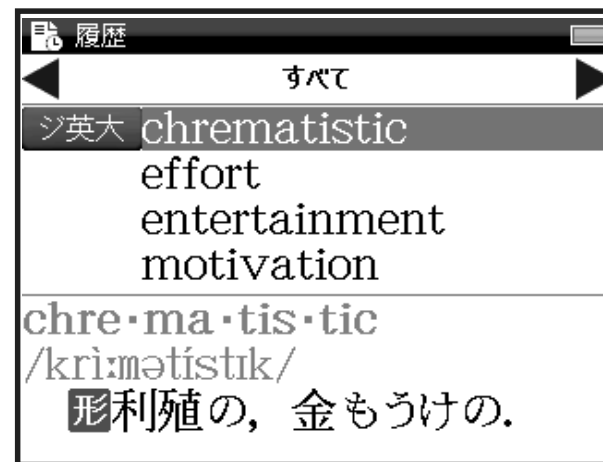 履歴
すべて
ジ英大 chrematistic
effort
entertainment
motivation
chre·ma·tis·tic
/krìːmətístɪk/
形利殖の，金もうけの．